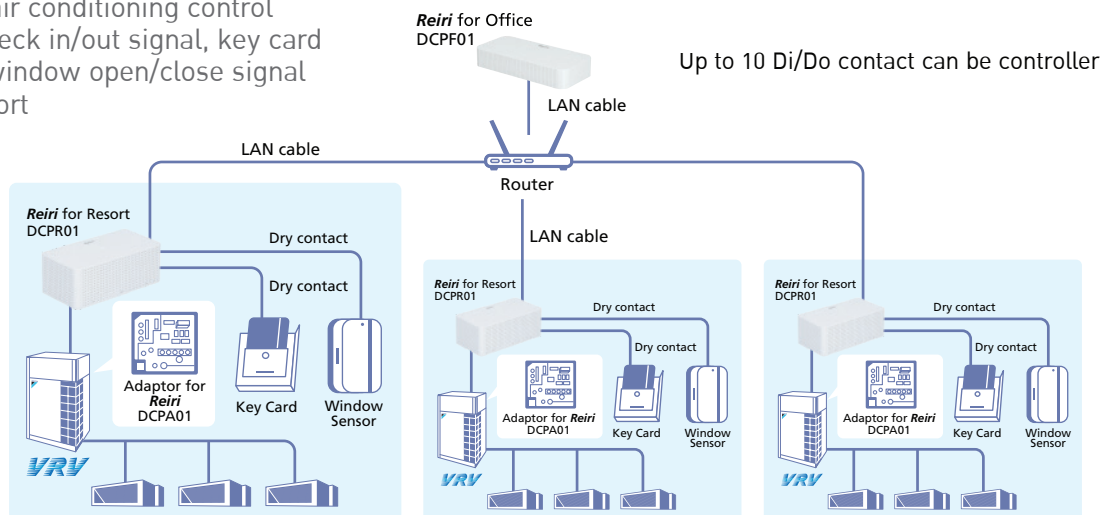 air conditioning control
eck in/out signal, key card
window open/close signal
ort
Reiri for Office
DCPF01
Up to 10 Di/Do contact can be controller
LAN cable
LAN cable
Router
LAN cable
Reiri for Resort
DCPR01
Dry contact
Dry contact
Adaptor for
Reiri
DCPA01
Key Card
Window
Sensor
VRV
Reiri for Resort
DCPR01
Dry contact
Dry contact
Adaptor for Reiri
DCPA01
Key Card
Window
Sensor
VRV
Reiri for Resort
DCPR01
Dry contact
Dry contact
Adaptor for Reiri
DCPA01
Key Card
Window
Sensor
VRV